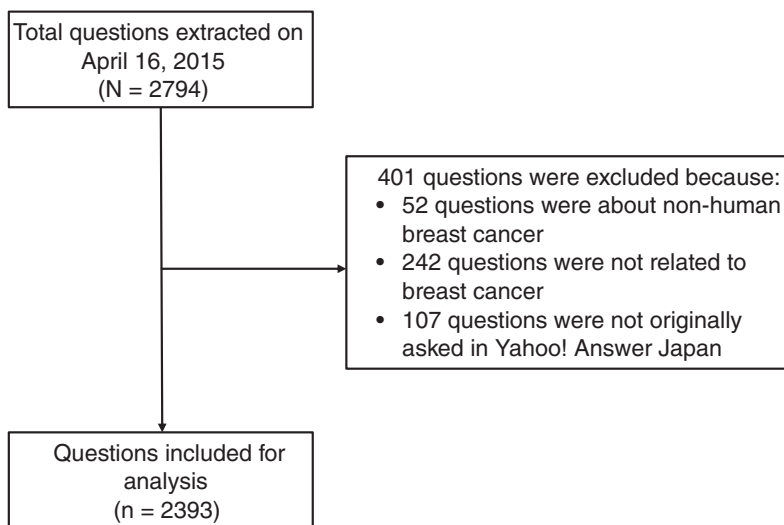 Total questions extracted on
April 16, 2015
(N = 2794)
401 questions were excluded because:
• 52 questions were about non-human
breast cancer
• 242 questions were not related to
breast cancer
• 107 questions were not originally
asked in Yahoo! Answer Japan
Questions included for
analysis
(n = 2393)